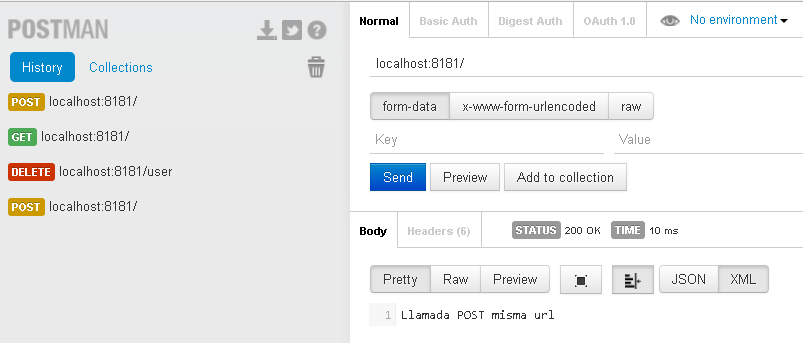 POSTMAN
History Collections
POST localhost:8181/
GET localhost:8181/
DELETE localhost:8181/user
POST localhost:8181/
Normal Basic Auth Digest Auth OAuth 1.0 No environment
localhost:8181/
form-data x-www-form-urlencoded raw
Key Value
Send Preview Add to collection
Body Headers (6) STATUS 200 OK TIME 10 ms
Pretty Raw Preview JSON XML
1 Llamada POST misma url